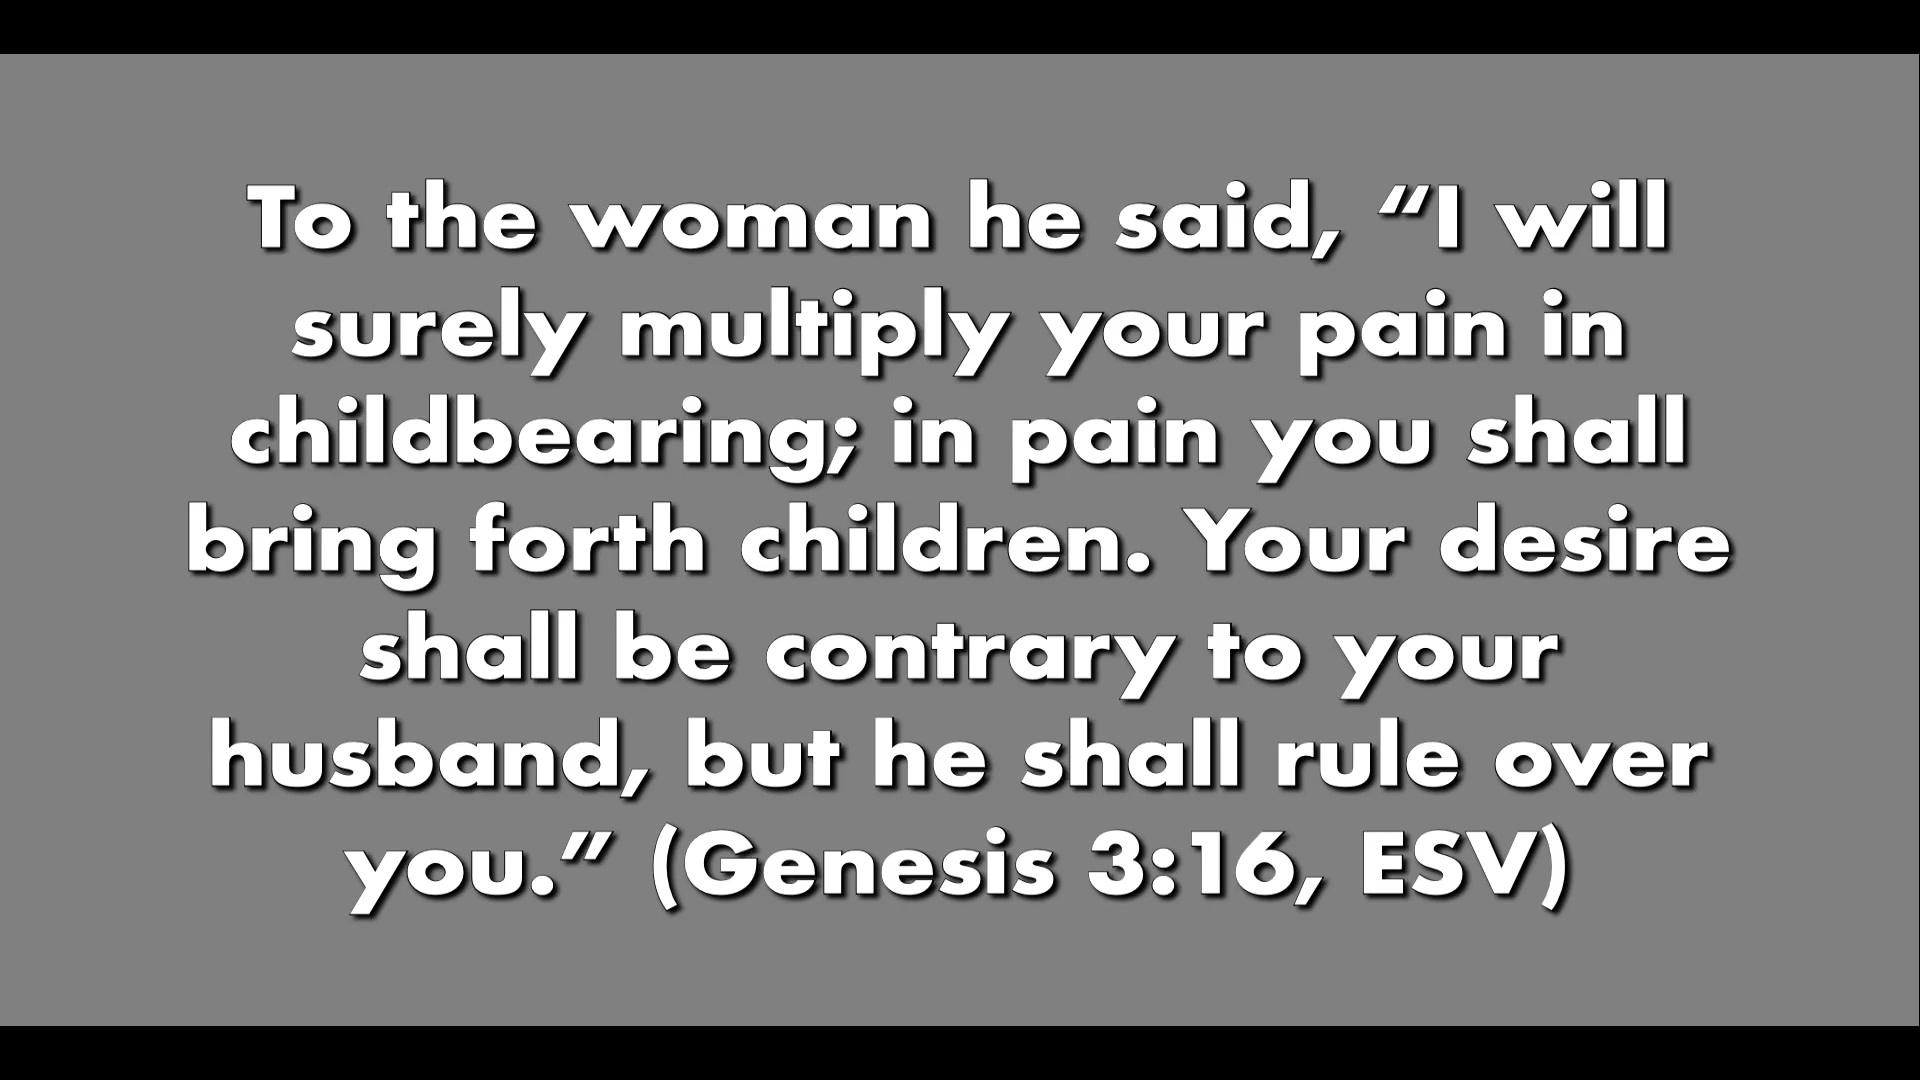 To the woman he said, “I will
surely multiply your pain in
childbearing; in pain you shall
bring forth children. Your desire
shall be contrary to your
husband, but he shall rule over
you.” (Genesis 3:16, ESV)